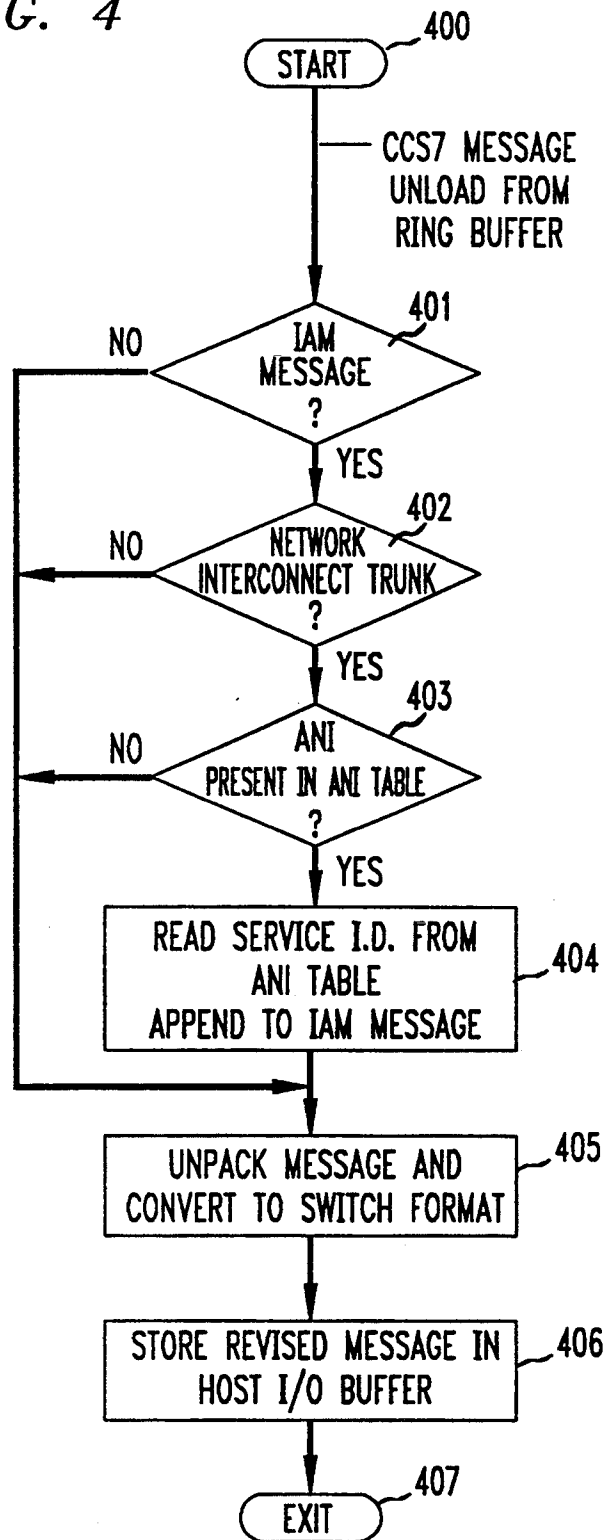 G. 4
400
START
CCS7 MESSAGE
UNLOAD FROM
RING BUFFER
401
NO
IAM
MESSAGE
?
YES
402
NO
NETWORK
INTERCONNECT TRUNK
?
YES
403
NO
ANI
PRESENT IN ANI TABLE
?
YES
READ SERVICE I.D. FROM
ANI TABLE
APPEND TO IAM MESSAGE
404
UNPACK MESSAGE AND
CONVERT TO SWITCH FORMAT
405
STORE REVISED MESSAGE IN
HOST I/O BUFFER
406
407
EXIT